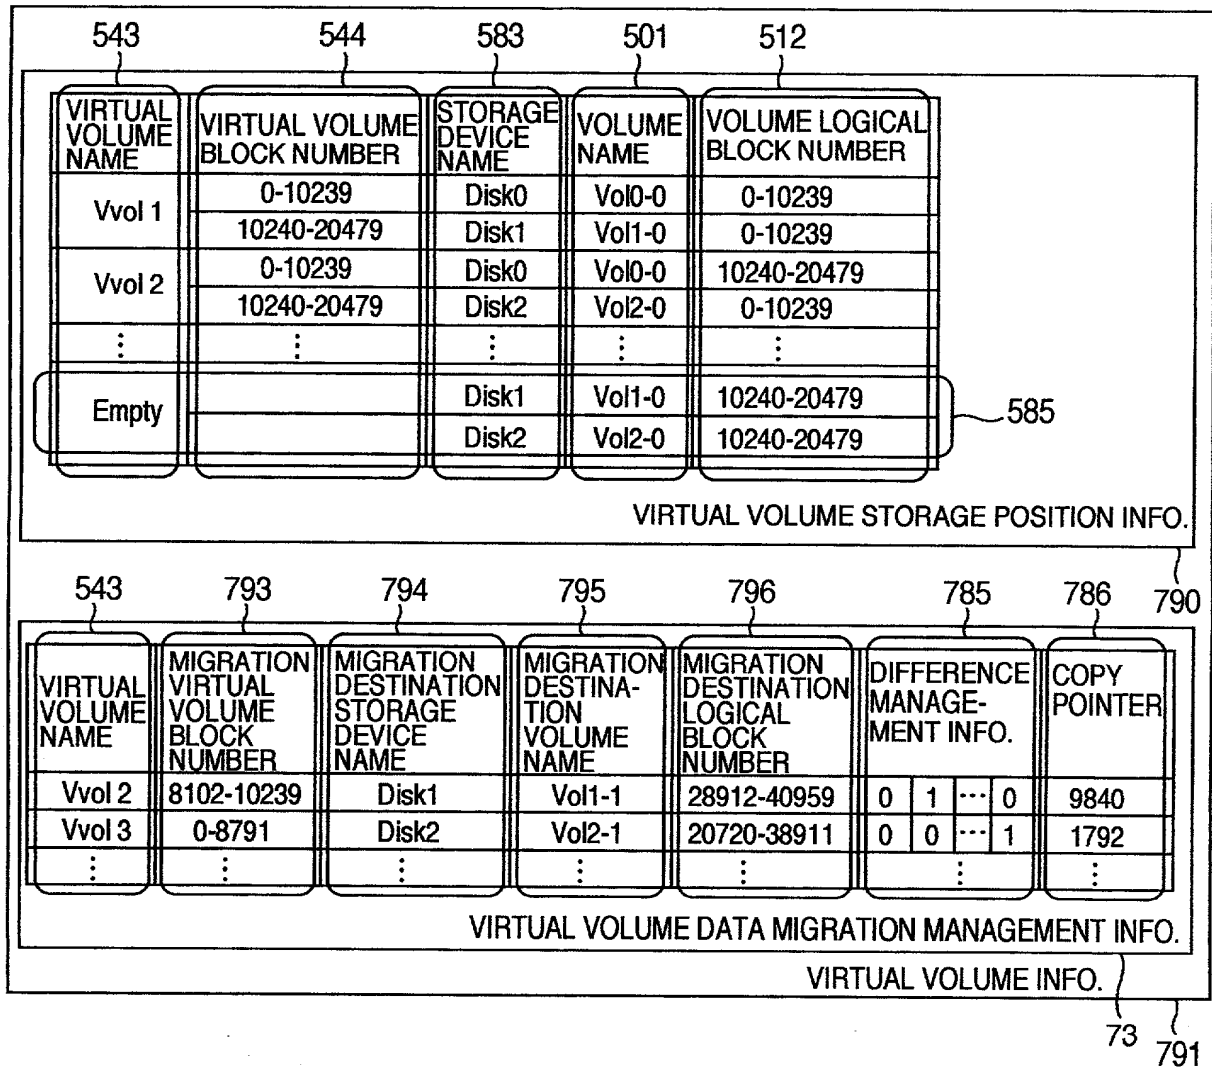 543 544 583 501 512
VIRTUAL VOLUME NAME VIRTUAL VOLUME BLOCK NUMBER STORAGE DEVICE NAME VOLUME NAME VOLUME LOGICAL BLOCK NUMBER
Vvol 1 0-10239 Disk0 Vol0-0 0-10239
10240-20479 Disk1 Vol1-0 0-10239
Vvol 2 0-10239 Disk0 Vol0-0 10240-20479
10240-20479 Disk2 Vol2-0 0-10239
⋮ ⋮ ⋮ ⋮ ⋮
Empty Disk1 Vol1-0 10240-20479
585
Disk2 Vol2-0 10240-20479
VIRTUAL VOLUME STORAGE POSITION INFO.
790
543 793 794 795 796 785 786
VIRTUAL VOLUME NAME MIGRATION VIRTUAL VOLUME BLOCK NUMBER MIGRATION DESTINATION STORAGE DEVICE NAME MIGRATION DESTINA-TION VOLUME NAME MIGRATION DESTINATION LOGICAL BLOCK NUMBER DIFFERENCE MANAGE-MENT INFO. COPY POINTER
Vvol 2 8102-10239 Disk1 Vol1-1 28912-40959 0 1 ⋯ 0 9840
Vvol 3 0-8791 Disk2 Vol2-1 20720-38911 0 0 ⋯ 1 1792
⋮ ⋮ ⋮ ⋮ ⋮ ⋮ ⋮
VIRTUAL VOLUME DATA MIGRATION MANAGEMENT INFO.
VIRTUAL VOLUME INFO.
73
791